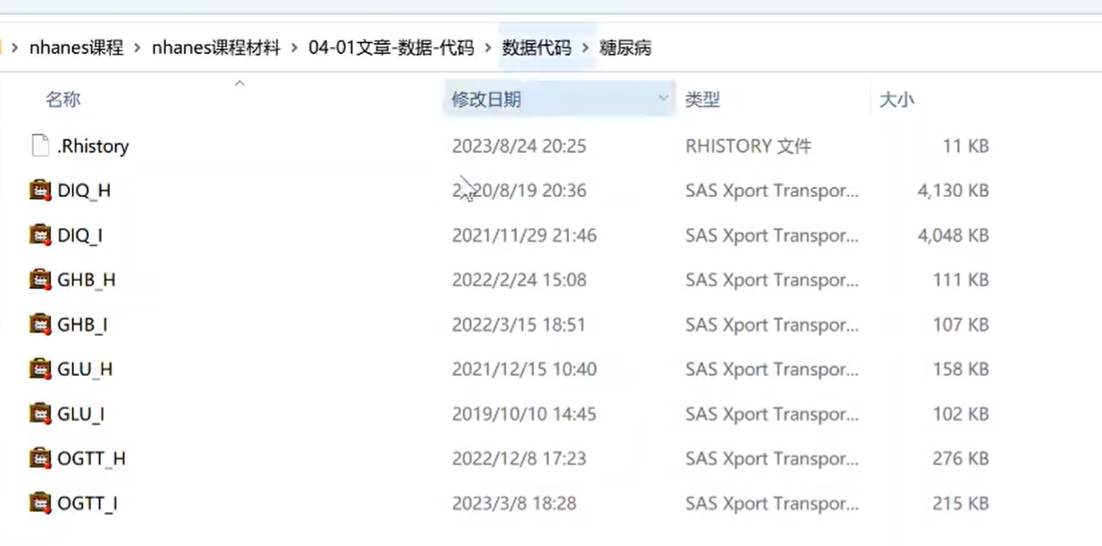 nhanes课程 > nhanes课程材料 > 04-01文章-数据-代码 > 数据代码 > 糖尿病
名称 修改日期 类型 大小
.Rhistory 2023/8/24 20:25 RHISTORY 文件 11 KB
DIQ_H 2020/8/19 20:36 SAS Xport Transpor... 4,130 KB
DIQ_I 2021/11/29 21:46 SAS Xport Transpor... 4,048 KB
GHB_H 2022/2/24 15:08 SAS Xport Transpor... 111 KB
GHB_I 2022/3/15 18:51 SAS Xport Transpor... 107 KB
GLU_H 2021/12/15 10:40 SAS Xport Transpor... 158 KB
GLU_I 2019/10/10 14:45 SAS Xport Transpor... 102 KB
OGTT_H 2022/12/8 17:23 SAS Xport Transpor... 276 KB
OGTT_I 2023/3/8 18:28 SAS Xport Transpor... 215 KB